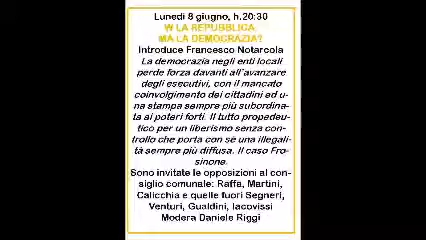 Lunedì 8 giugno, h.20:30
W LA REPUBBLICA,
MA LA DEMOCRAZIA?
Introduce Francesco Notarcola
La democrazia negli enti locali
perde forza davanti all'avanzare
degli esecutivi, con il mancato
coinvolgimento dei cittadini ed u-
na stampa sempre più subordina-
ta ai poteri forti. Il tutto propedeu-
tico per un liberismo senza con-
trollo che porta con sé una illegali-
tà sempre più diffusa. Il caso Fro-
sinone.
Sono invitate le opposizioni al con-
siglio comunale: Raffa, Martini,
Calicchia e quelle fuori Segneri,
Venturi, Gualdini, Iacovissi
Modera Daniele Riggi